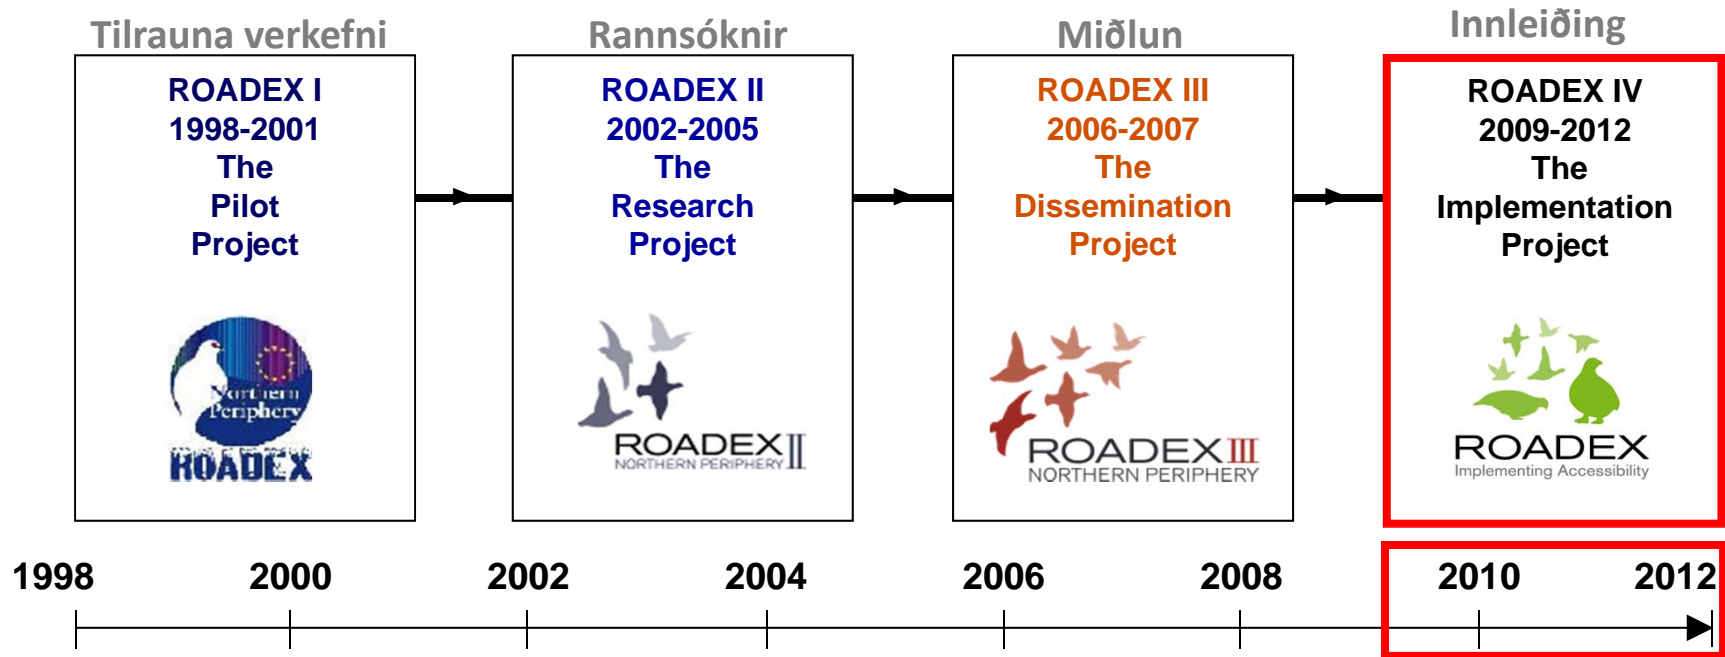 Tilrauna verkefni
ROADEX I
1998-2001
The
Pilot
Project
Northern
Periphery
ROADEX
Rannsóknir
ROADEX II
2002-2005
The
Research
Project
ROADEX II
NORTHERN PERIPHERY
Miðlun
ROADEX III
2006-2007
The
Dissemination
Project
ROADEX III
NORTHERN PERIPHERY
Innleiðing
ROADEX IV
2009-2012
The
Implementation
Project
ROADEX
Implementing Accessibility
1998 2000 2002 2004 2006 2008 2010 2012